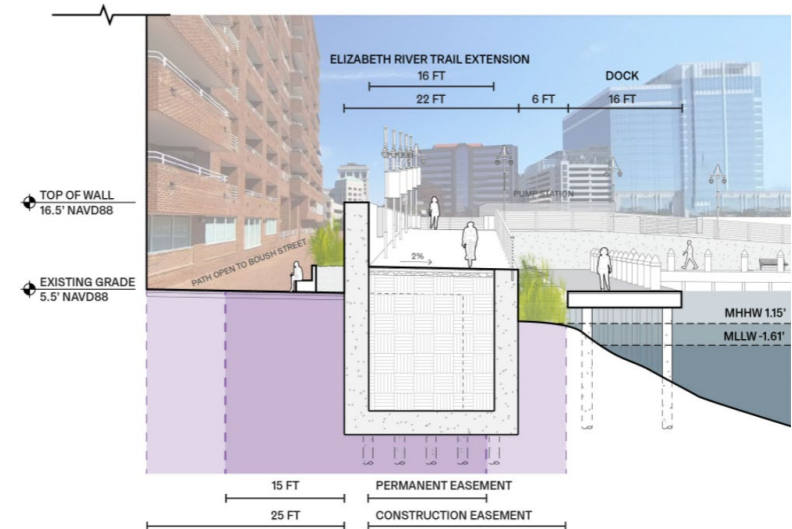 ELIZABETH RIVER TRAIL EXTENSION
16 FT
DOCK
22 FT
6 FT
16 FT
TOP OF WALL
16.5' NAVD88
PUMP STATION
PATH OPEN TO BOUSH STREET
2%
EXISTING GRADE
5.5' NAVD88
MHHW 1.15'
MLLW -1.61'
15 FT
PERMANENT EASEMENT
25 FT
CONSTRUCTION EASEMENT